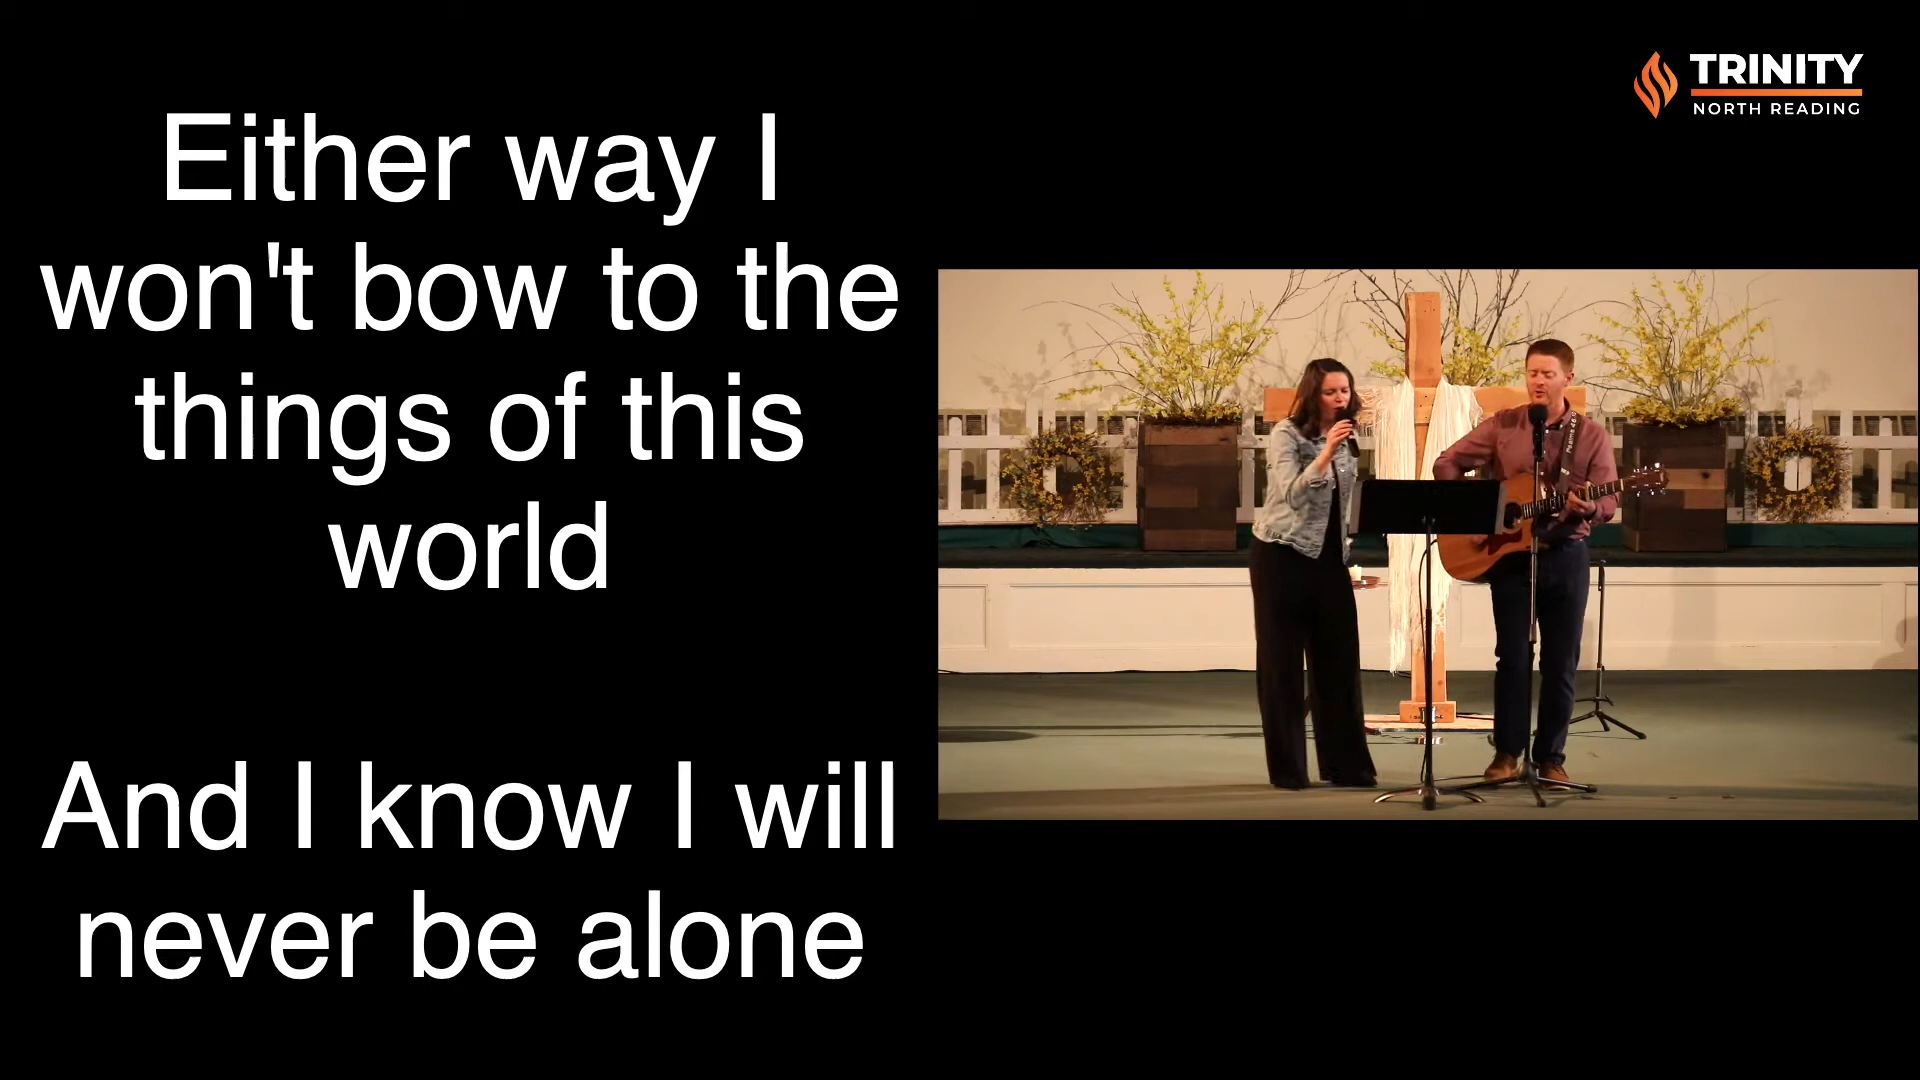 Either way I
won't bow to the
things of this
world
And I know I will
never be alone
TRINITY
NORTH READING